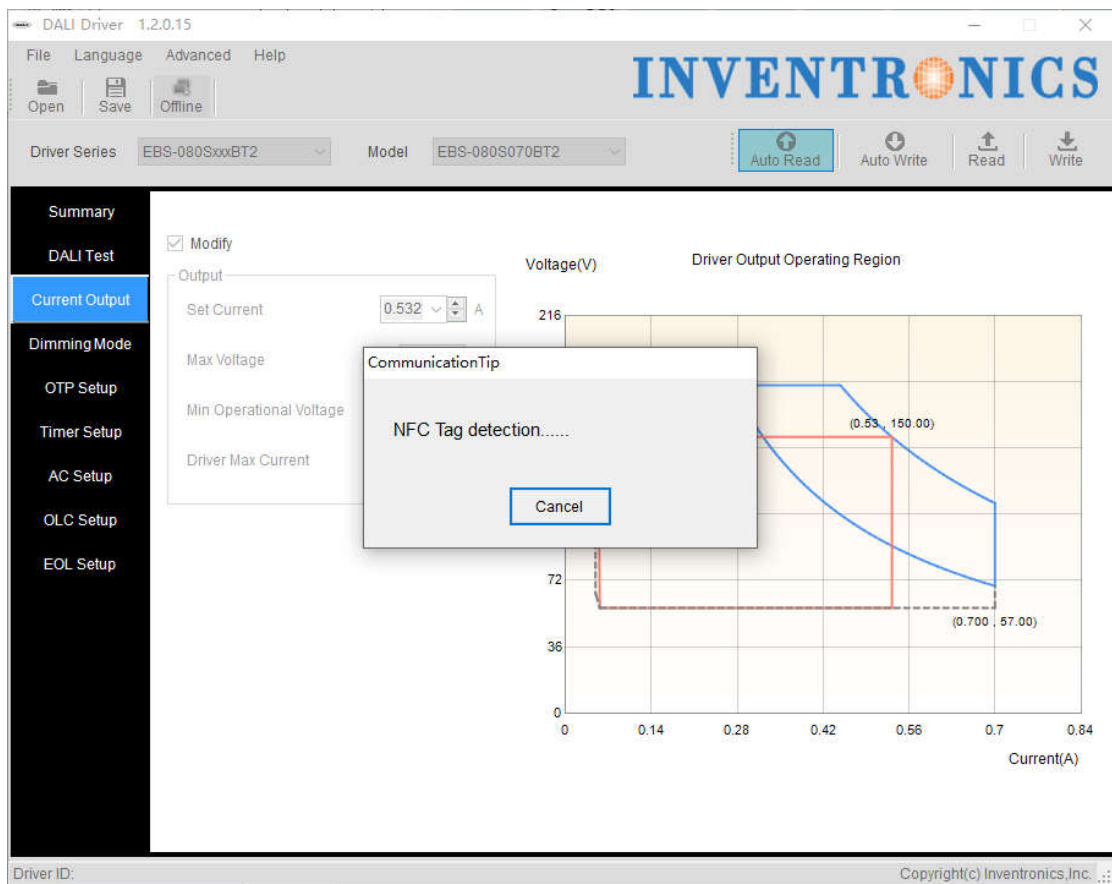 DALI Driver 1.2.0.15
File Language Advanced Help
INVENTRONICS
Open Save Offline
Driver Series EBS-080SxxxBT2 Model EBS-080S070BT2 Auto Read Auto Write Read Write
Summary
DALI Test
Current Output
Dimming Mode
OTP Setup
Timer Setup
AC Setup
OLC Setup
EOL Setup
Modify
Output
Set Current 0.532 A
Max Voltage
Min Operational Voltage
Driver Max Current
CommunicationTip
NFC Tag detection......
Cancel
Voltage(V) Driver Output Operating Region
216
(0.53 , 150.00)
72
(0.700 , 57.00)
36
0
0 0.14 0.28 0.42 0.56 0.7 0.84
Current(A)
Driver ID: Copyright(c) Inventronics,Inc.